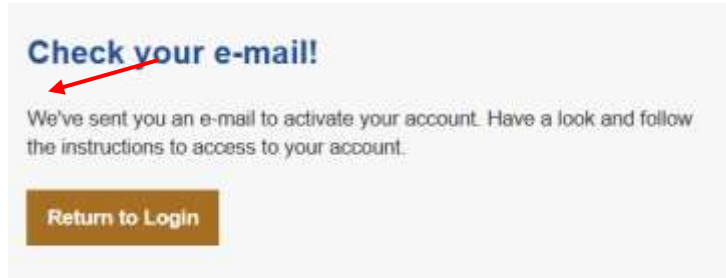 Check your e-mail!
We've sent you an e-mail to activate your account. Have a look and follow
the instructions to access to your account.
Return to Login